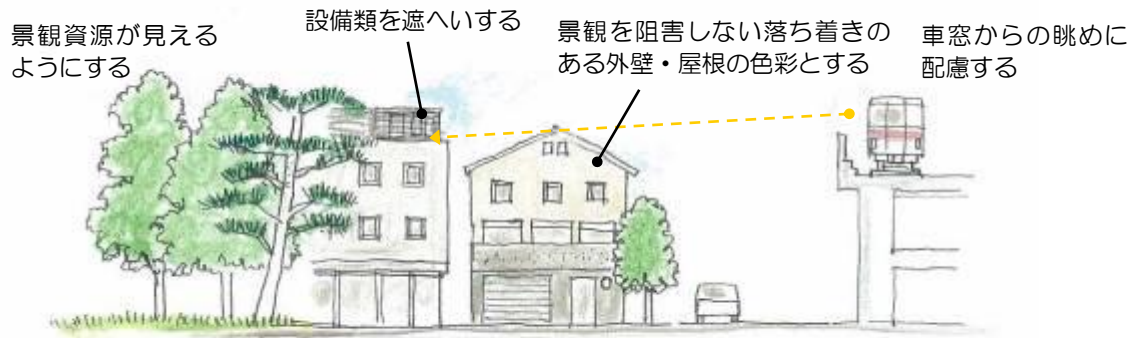 景観資源が見える
ようにする
設備類を遮へいする
景観を阻害しない落ち着きの
ある外壁・屋根の色彩とする
車窓からの眺めに
配慮する